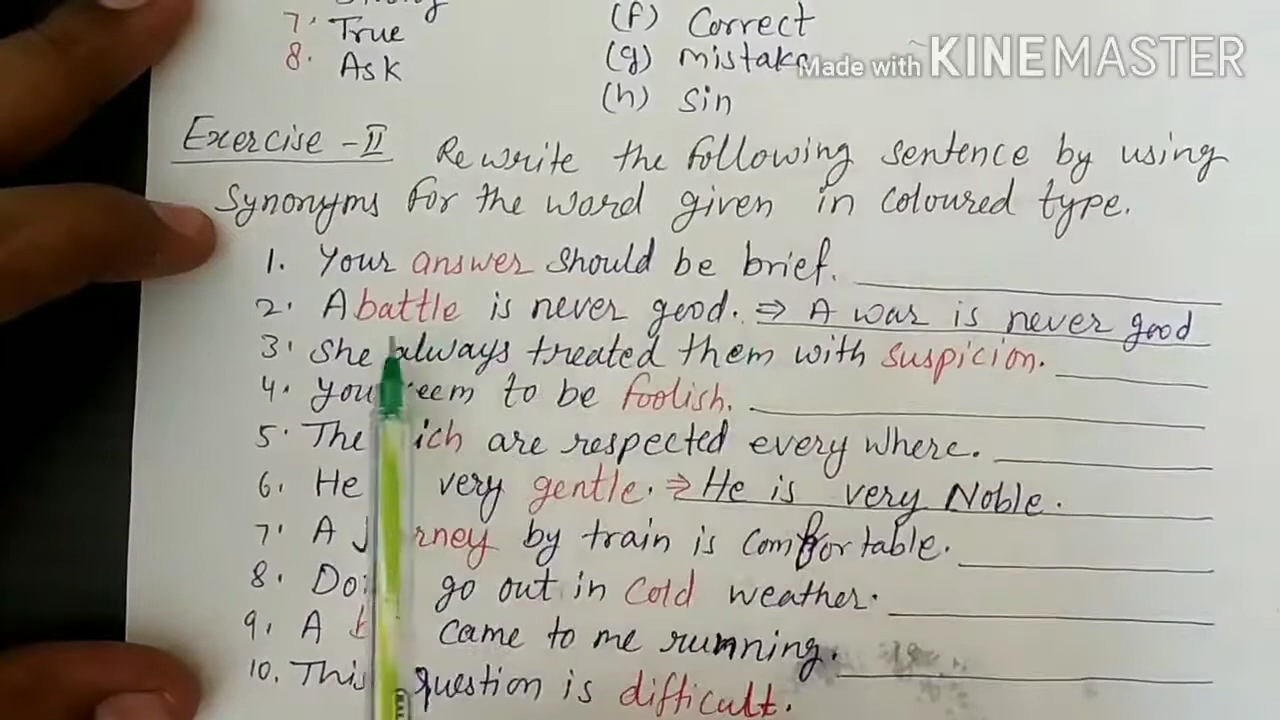 7. True (f) Correct
8. Ask (g) mistake
Made with KINEMASTER
(h) Sin
Exercise -II Rewrite the following sentence by using
Synonyms for the word given in coloured type.
1. Your answer should be brief.
2. A battle is never good. ⇒ A war is never good
3. She always treated them with suspicion.
4. You seem to be foolish.
5. The rich are respected every where.
6. He very gentle. ⇒ He is very Noble.
7. A journey by train is comfortable.
8. Don't go out in cold weather.
9. A came to me running.
10. This question is difficult.